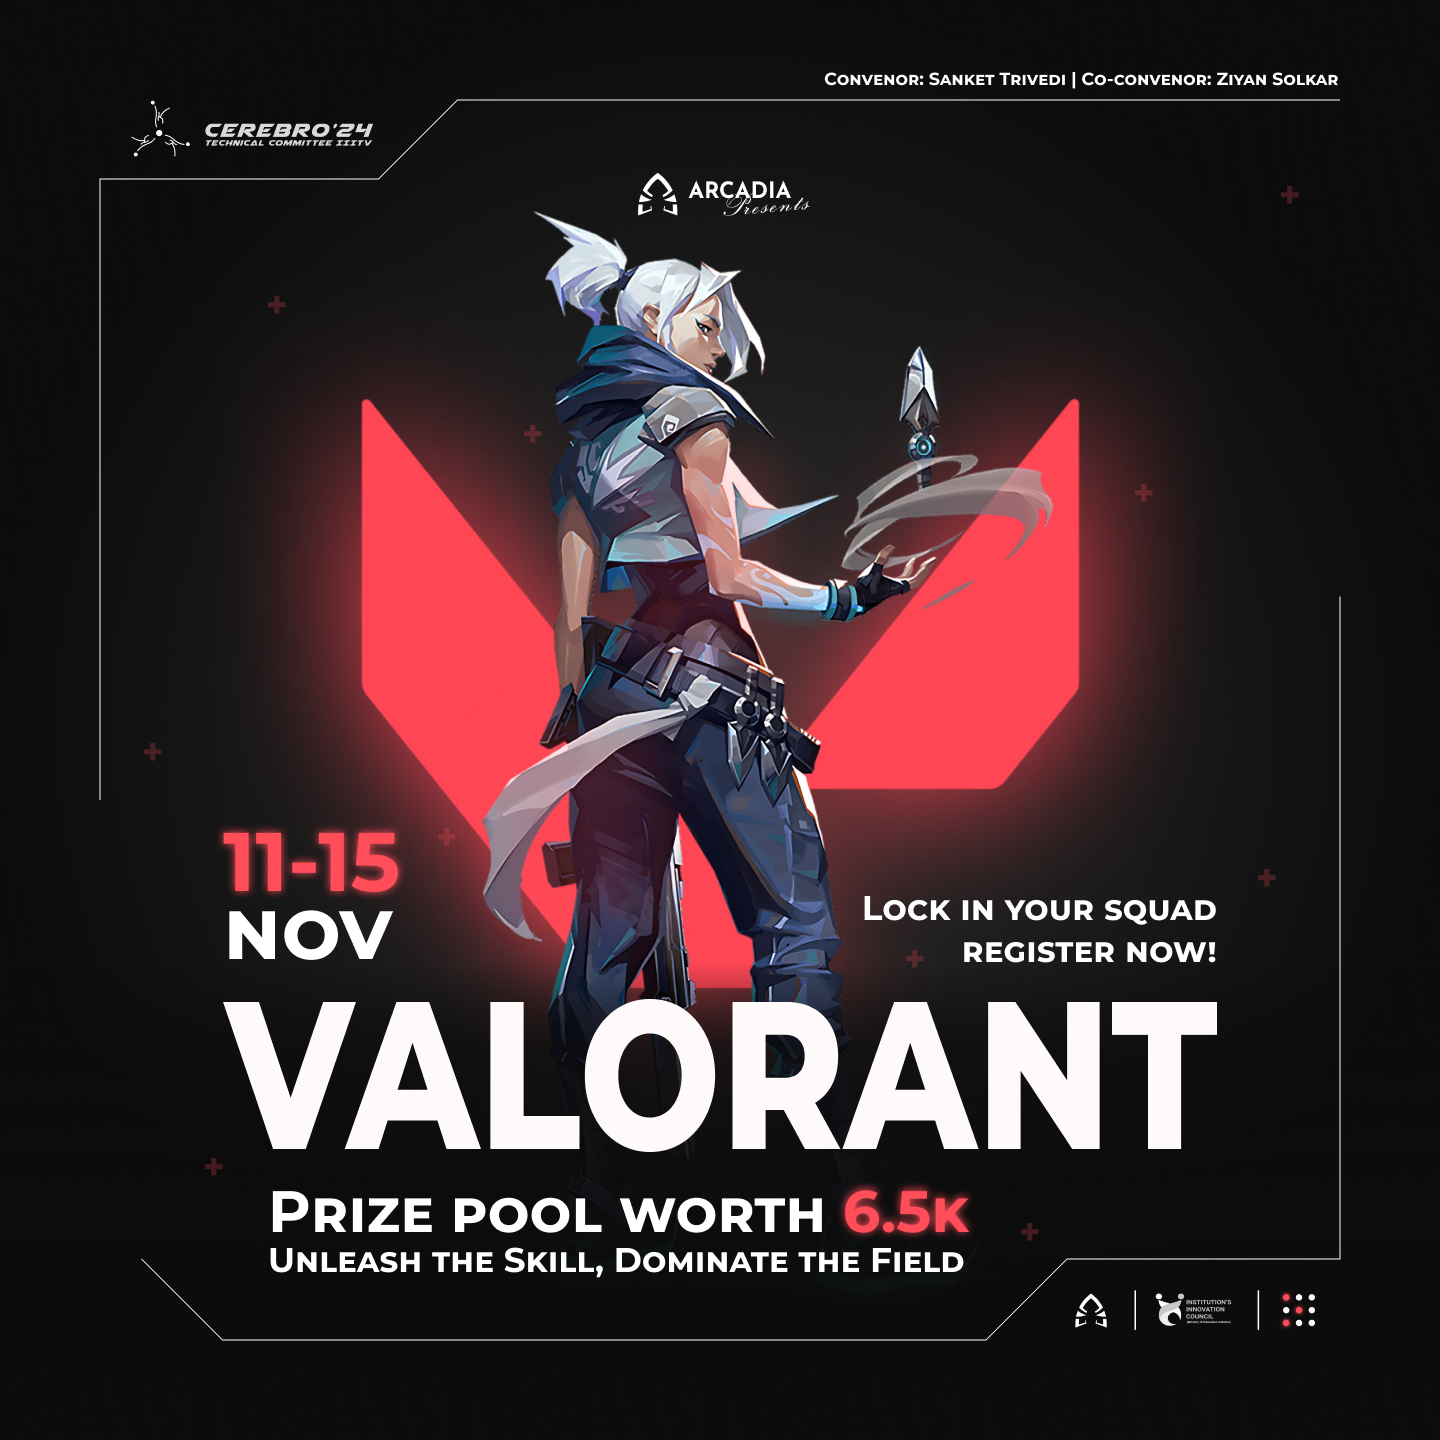 Convenor: Sanket Trivedi | Co-convenor: Ziyan Solkar
CEREBRO'24
TECHNICAL COMMITTEE IIITV
ARCADIA
Presents
11-15
NOV
Lock in your squad
register now!
VALORANT
Prize pool worth 6.5k
Unleash the Skill, Dominate the Field
INSTITUTION'S
INNOVATION
COUNCIL